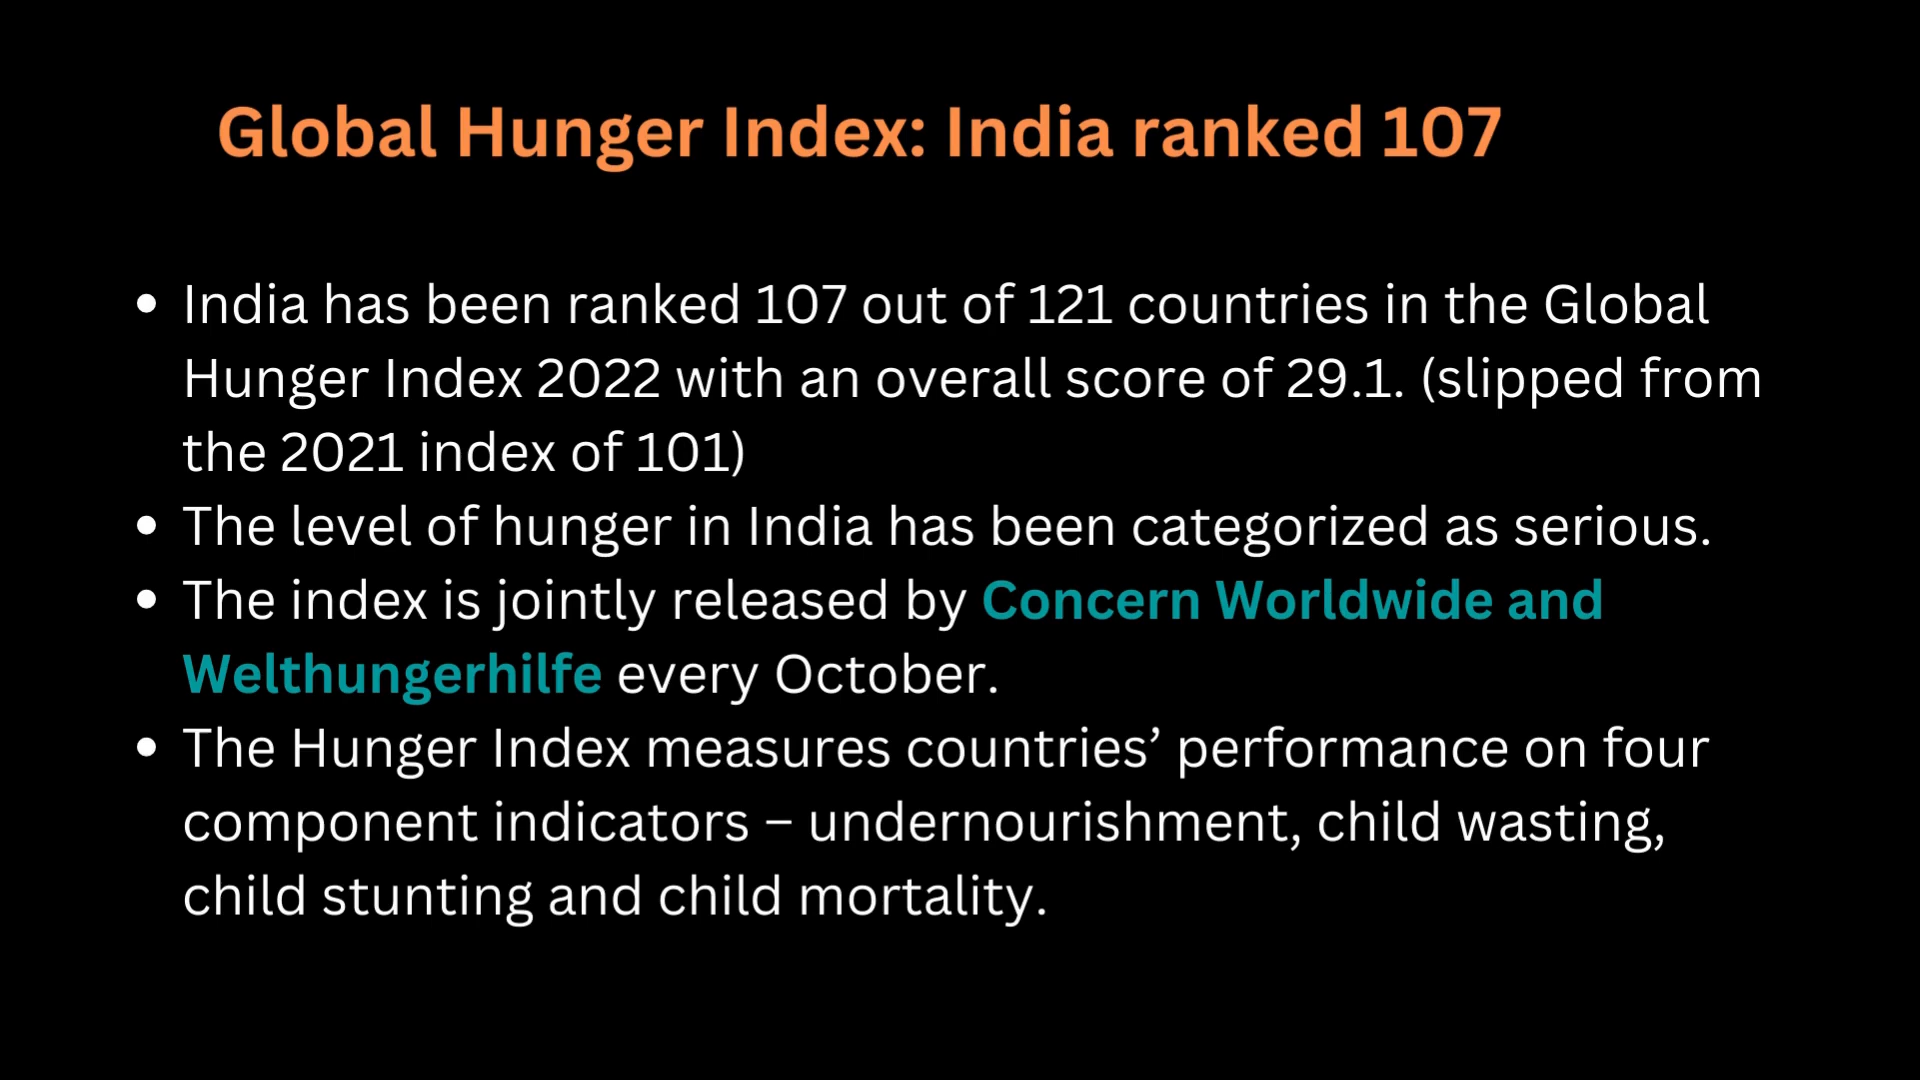 Global Hunger Index: India ranked 107
• India has been ranked 107 out of 121 countries in the Global
Hunger Index 2022 with an overall score of 29.1. (slipped from
the 2021 index of 101)
• The level of hunger in India has been categorized as serious.
• The index is jointly released by Concern Worldwide and
Welthungerhilfe every October.
• The Hunger Index measures countries’ performance on four
component indicators – undernourishment, child wasting,
child stunting and child mortality.